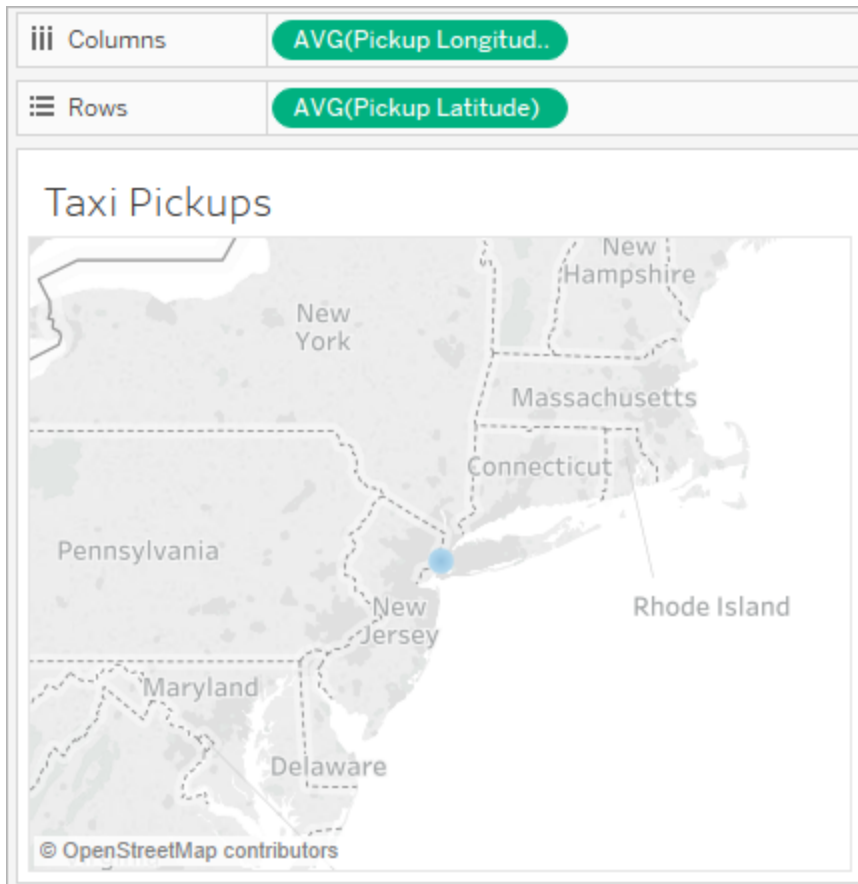 Columns
AVG(Pickup Longitud..
Rows
AVG(Pickup Latitude)
Taxi Pickups
New
Hampshire
New
York
Massachusetts
Connecticut
Pennsylvania
Rhode Island
New
Jersey
Maryland
Delaware
© OpenStreetMap contributors